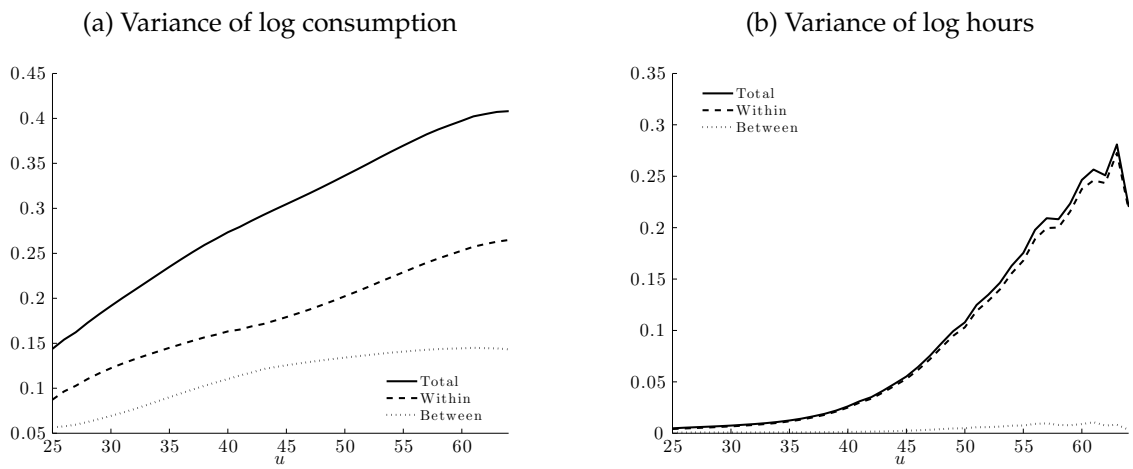 (a) Variance of log consumption
0.45
0.4
0.35
0.3
0.25
0.2
0.15
0.1
0.05
Total
Within
Between
25 30 35 40 45 50 55 60
u
(b) Variance of log hours
0.35
0.3
0.25
0.2
0.15
0.1
0.05
0
Total
Within
Between
25 30 35 40 45 50 55 60
u